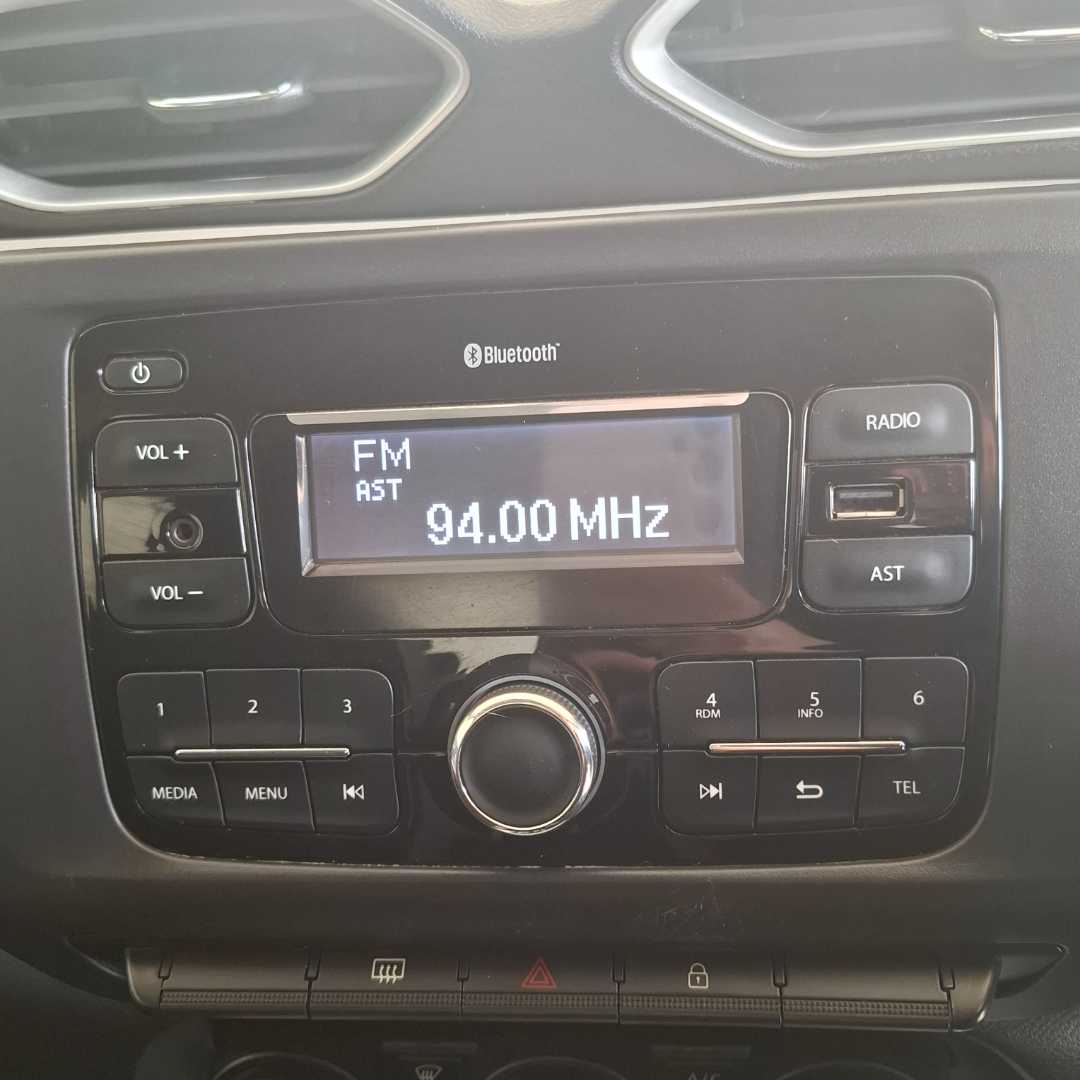 Bluetooth™
VOL +
RADIO
FM
AST
94.00 MHz
VOL −
AST
1
2
3
4
RDM
5
INFO
6
MEDIA
MENU
TEL